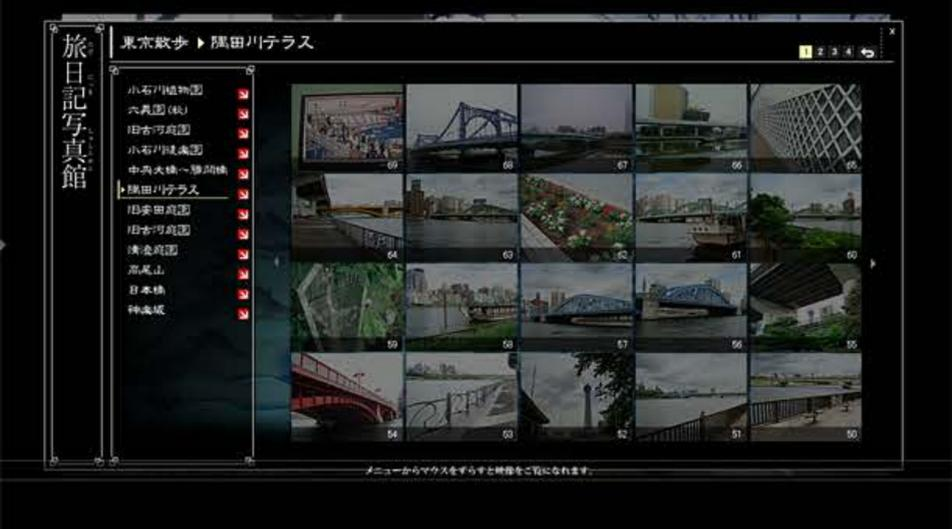 旅日記写真館
東京散歩 隅田川テラス
1 2 3 4
x
小石川植物園
六義園（秋）
旧古河庭園
小石川後楽園
中央大橋～勝鬨橋
隅田川テラス
旧安田庭園
旧古河庭園
清澄庭園
高尾山
日本橋
神楽坂
69 68 67 66 65
64 63 62 61 60
59 58 57 56 55
54 53 52 51 50
メニューからマウスをずらすと映像をご覧になれます。